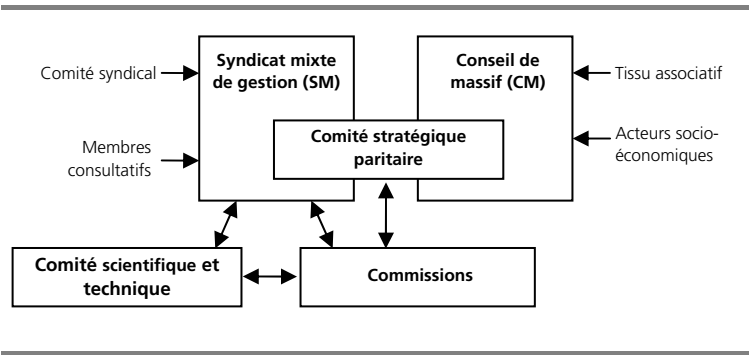 Comité syndical
Membres
consultatifs
Syndicat mixte
de gestion (SM)
Conseil de
massif (CM)
Tissu associatif
Acteurs socio-
économiques
Comité stratégique
paritaire
Comité scientifique et
technique
Commissions